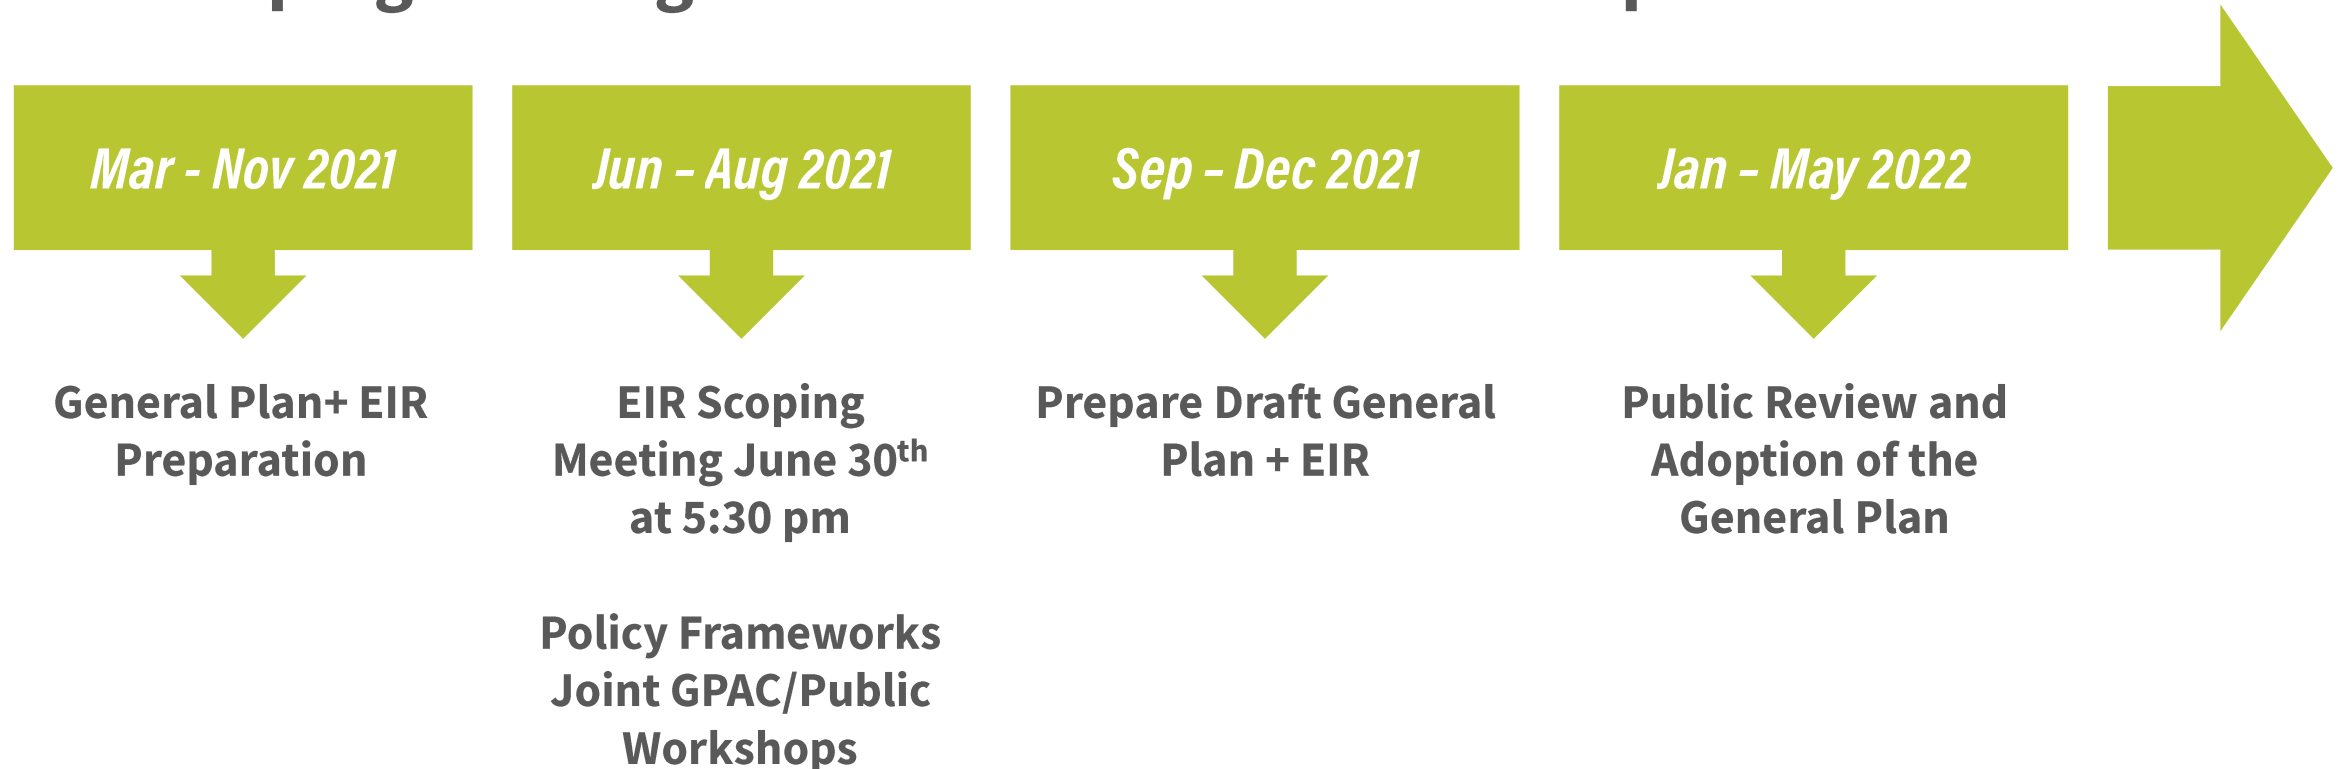 Mar - Nov 2021
Jun – Aug 2021
Sep – Dec 2021
Jan – May 2022
General Plan+ EIR
Preparation
EIR Scoping
Meeting June 30th
at 5:30 pm
Policy Frameworks
Joint GPAC/Public
Workshops
Prepare Draft General
Plan + EIR
Public Review and
Adoption of the
General Plan